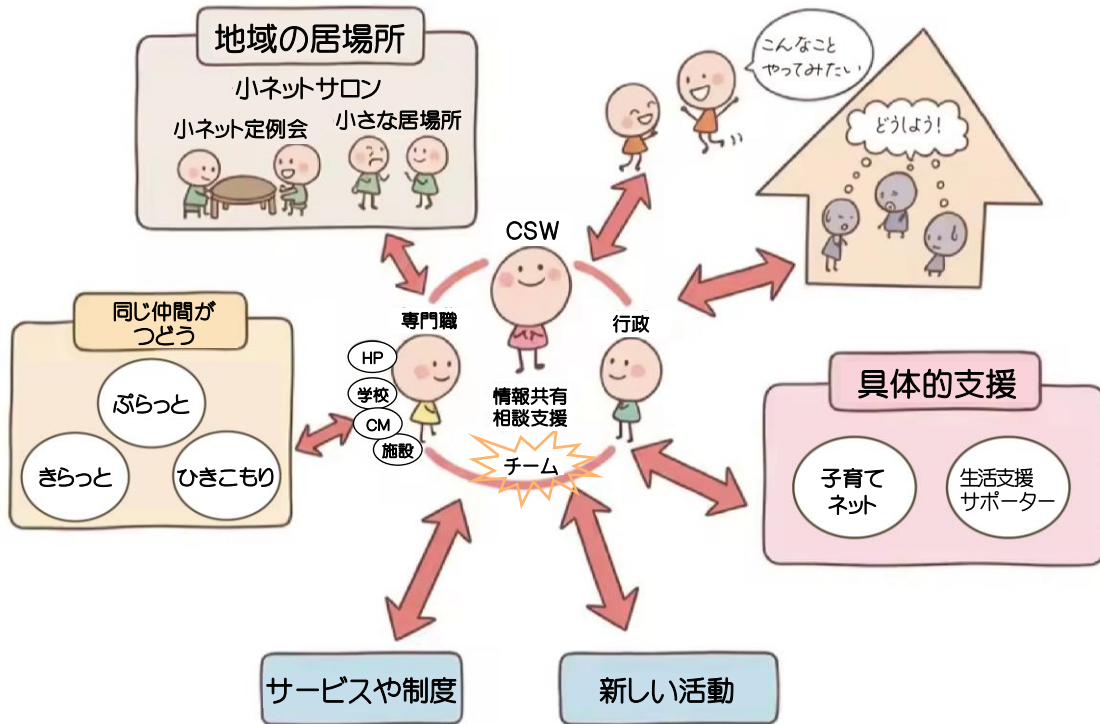 地域の居場所
小ネットサロン
小ネット定例会
小さな居場所
こんなこと
やってみたい
どうしよう!
CSW
同じ仲間が
つどう
ぷらっと
きらっと
ひきこもり
専門職
HP
学校
CM
施設
行政
情報共有
相談支援
チーム
具体的支援
子育て
ネット
生活支援
サポーター
サービスや制度
新しい活動